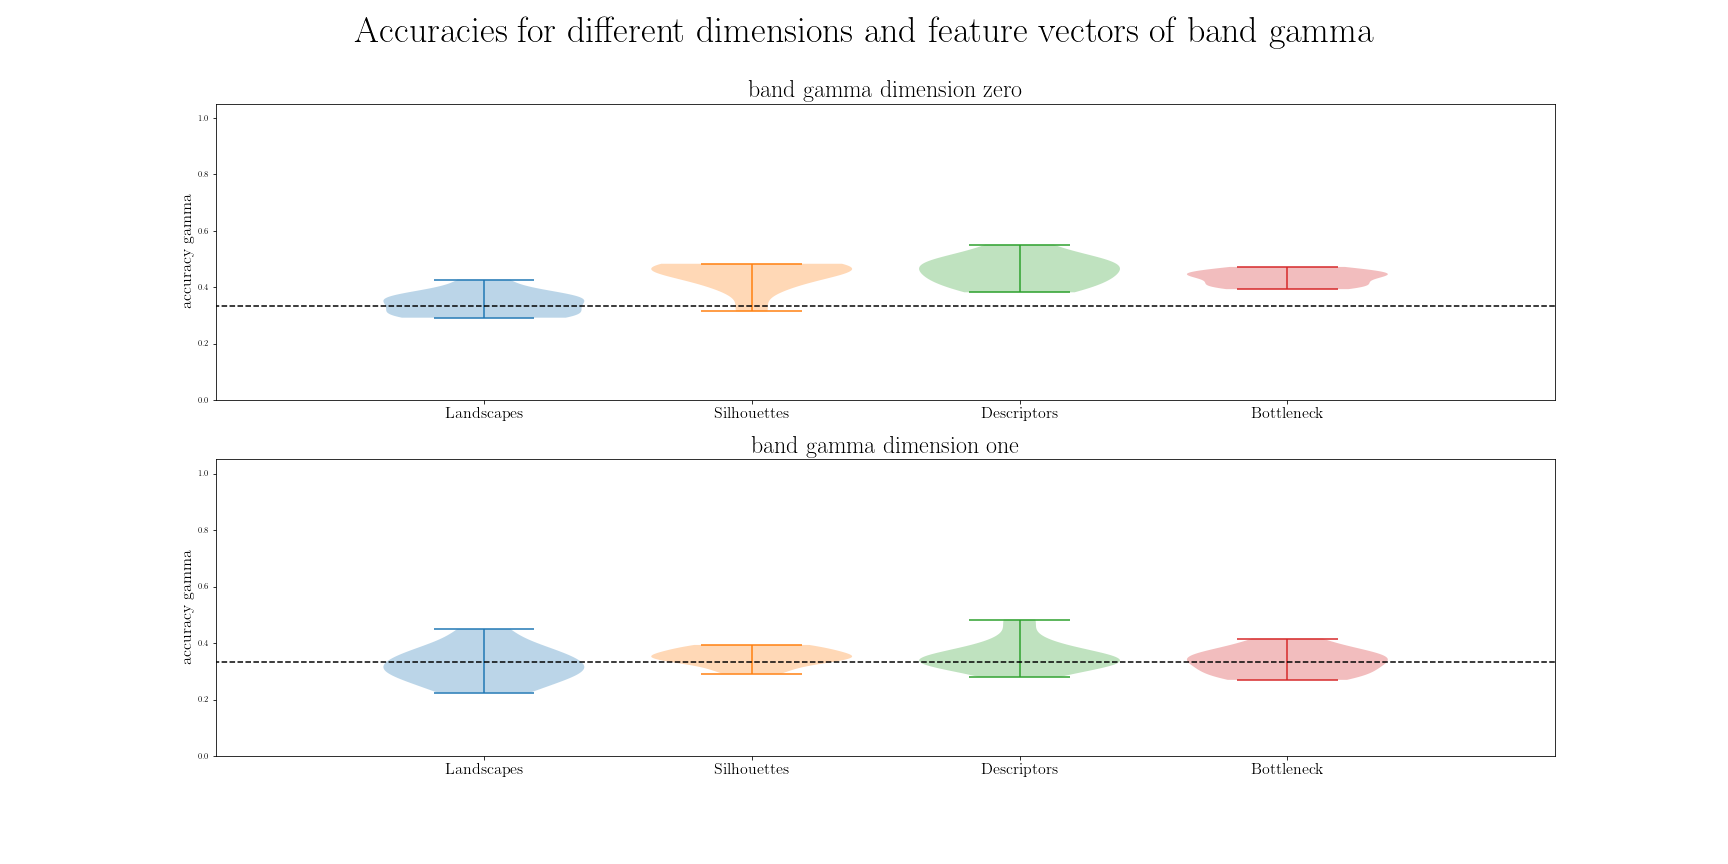 Accuracies for different dimensions and feature vectors of band gamma
band gamma dimension zero
accuracy gamma
1.0
0.8
0.6
0.4
0.2
0.0
Landscapes Silhouettes Descriptors Bottleneck
band gamma dimension one
accuracy gamma
1.0
0.8
0.6
0.4
0.2
0.0
Landscapes Silhouettes Descriptors Bottleneck